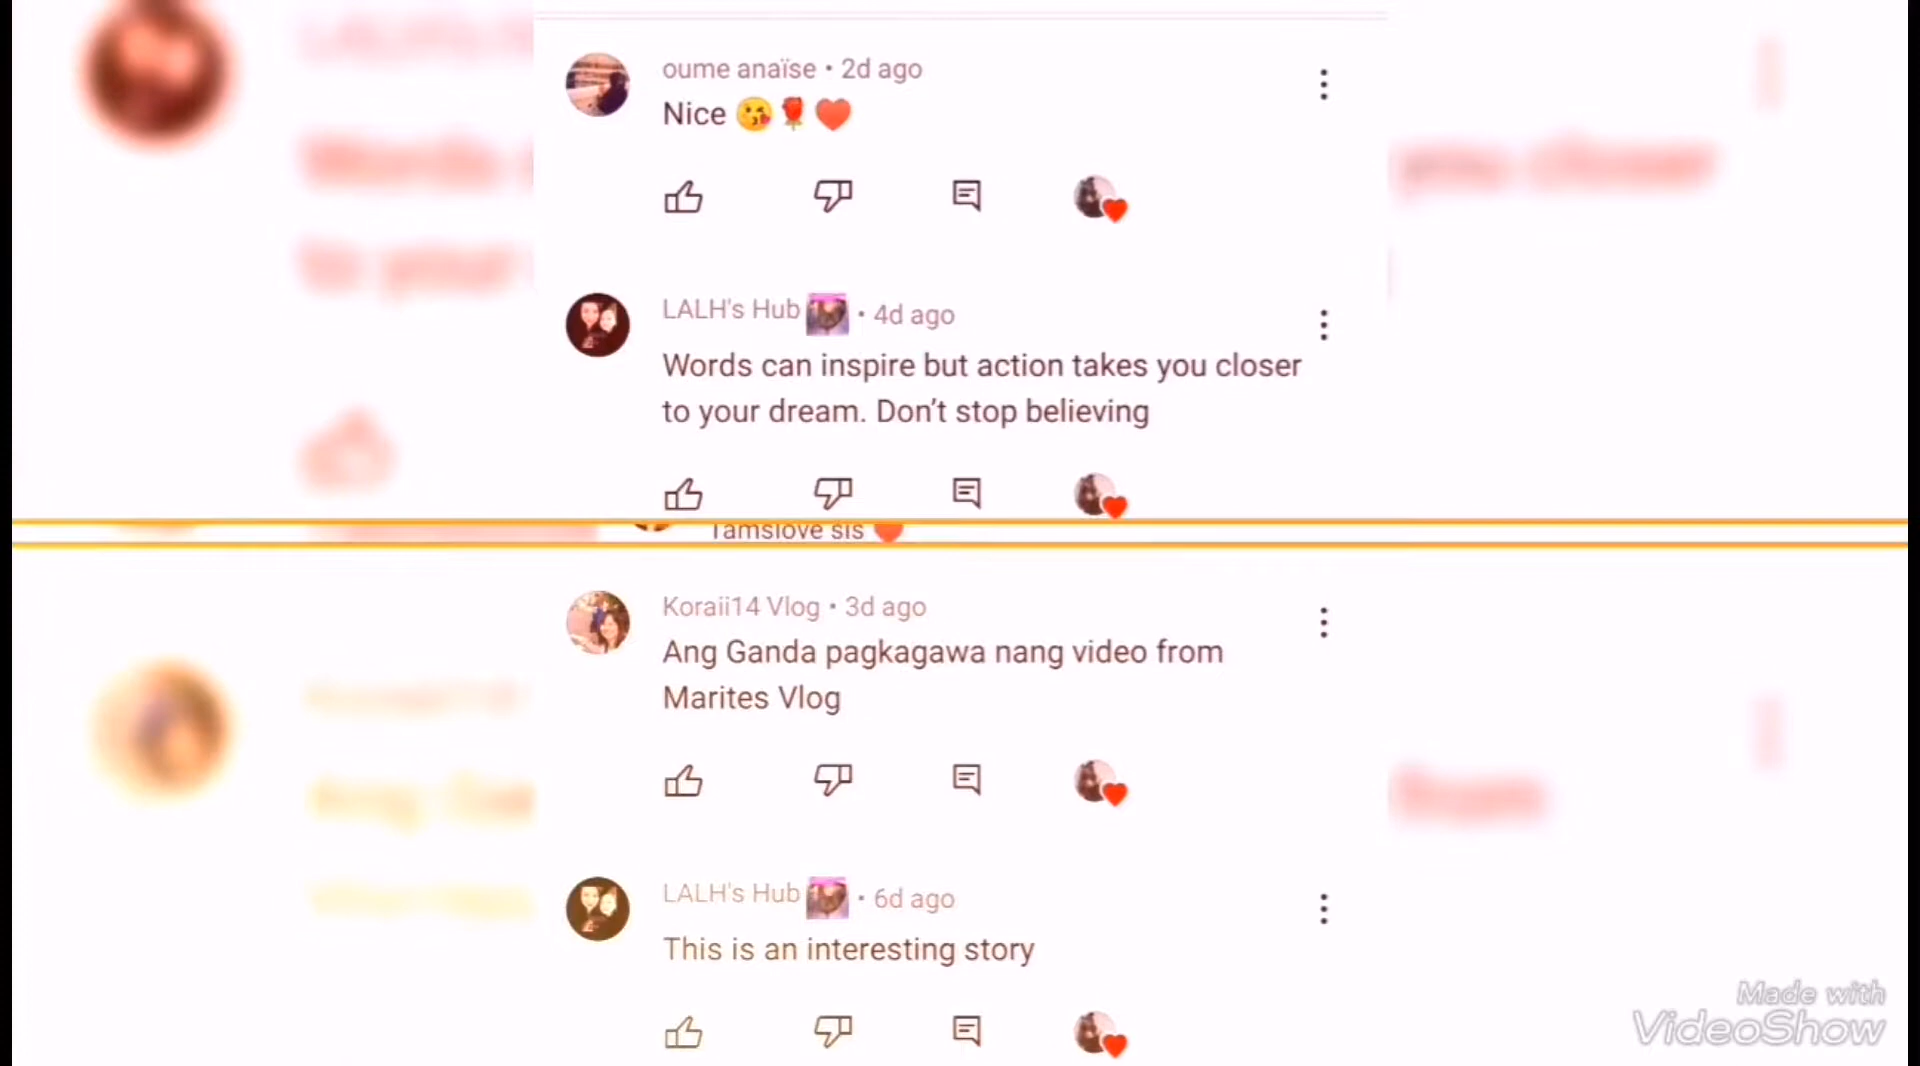 oume anaïse • 2d ago
Nice 😘🌹❤️
LALH's Hub • 4d ago
Words can inspire but action takes you closer
to your dream. Don’t stop believing
Tamslove sis ❤️
Koraii14 Vlog • 3d ago
Ang Ganda pagkagawa nang video from
Marites Vlog
LALH's Hub • 6d ago
This is an interesting story
Made with
VideoShow